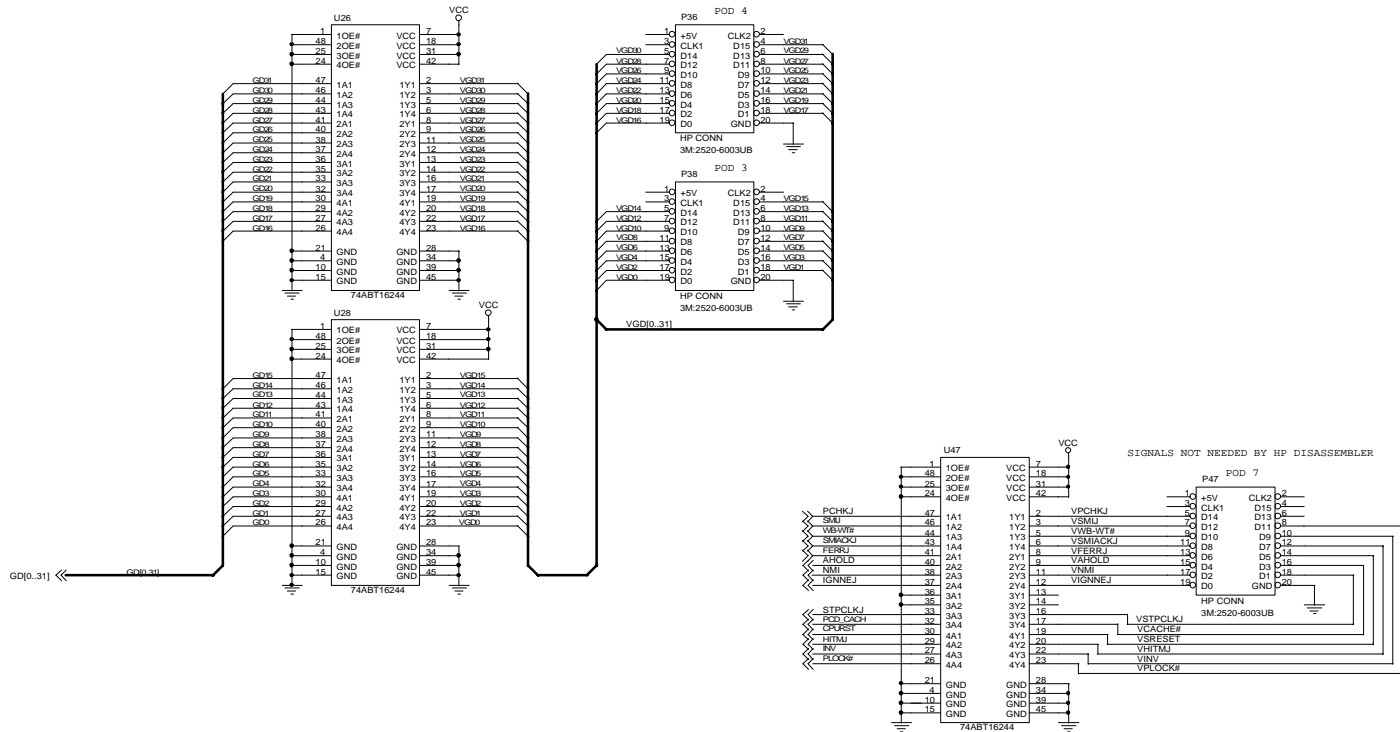 U26
VCC
1 1OE# VCC 7
48 2OE# VCC 18
25 3OE# VCC 31
24 4OE# VCC 42
GD31 47 1A1 1Y1 2 VGD31
GD30 46 1A2 1Y2 3 VGD30
GD29 44 1A3 1Y3 5 VGD29
GD28 43 1A4 1Y4 6 VGD28
GD27 41 2A1 2Y1 8 VGD27
GD26 40 2A2 2Y2 9 VGD26
GD25 38 2A3 2Y3 11 VGD25
GD24 37 2A4 2Y4 12 VGD24
GD23 36 3A1 3Y1 13 VGD23
GD22 35 3A2 3Y2 14 VGD22
GD21 33 3A3 3Y3 16 VGD21
GD20 32 3A4 3Y4 17 VGD20
GD19 30 4A1 4Y1 19 VGD19
GD18 29 4A2 4Y2 20 VGD18
GD17 27 4A3 4Y3 22 VGD17
GD16 26 4A4 4Y4 23 VGD16
21 GND GND 28
4 GND GND 34
10 GND GND 39
15 GND GND 45
74ABT16244
U28
VCC
1 1OE# VCC 7
48 2OE# VCC 18
25 3OE# VCC 31
24 4OE# VCC 42
GD15 47 1A1 1Y1 2 VGD15
GD14 46 1A2 1Y2 3 VGD14
GD13 44 1A3 1Y3 5 VGD13
GD12 43 1A4 1Y4 6 VGD12
GD11 41 2A1 2Y1 8 VGD11
GD10 40 2A2 2Y2 9 VGD10
GD9 38 2A3 2Y3 11 VGD9
GD8 37 2A4 2Y4 12 VGD8
GD7 36 3A1 3Y1 13 VGD7
GD6 35 3A2 3Y2 14 VGD6
GD5 33 3A3 3Y3 16 VGD5
GD4 32 3A4 3Y4 17 VGD4
GD3 30 4A1 4Y1 19 VGD3
GD2 29 4A2 4Y2 20 VGD2
GD1 27 4A3 4Y3 22 VGD1
GD0 26 4A4 4Y4 23 VGD0
21 GND GND 28
4 GND GND 34
10 GND GND 39
15 GND GND 45
74ABT16244
GD[0..31] GD[0..31]
P36 POD 4
1 +5V CLK2 2
3 CLK1 D15 4 VGD31
VGD30 5 D14 D13 6 VGD29
VGD28 7 D12 D11 8 VGD27
VGD26 9 D10 D9 10 VGD25
VGD24 11 D8 D7 12 VGD23
VGD22 13 D6 D5 14 VGD21
VGD20 15 D4 D3 16 VGD19
VGD18 17 D2 D1 18 VGD17
VGD16 19 D0 GND 20
HP CONN
3M:2520-6003UB
P38 POD 3
1 +5V CLK2 2
3 CLK1 D15 4 VGD15
VGD14 5 D14 D13 6 VGD13
VGD12 7 D12 D11 8 VGD11
VGD10 9 D10 D9 10 VGD9
VGD8 11 D8 D7 12 VGD7
VGD6 13 D6 D5 14 VGD5
VGD4 15 D4 D3 16 VGD3
VGD2 17 D2 D1 18 VGD1
VGD0 19 D0 GND 20
HP CONN
3M:2520-6003UB
VGD[0..31]
U47
VCC
1 1OE# VCC 7
48 2OE# VCC 18
25 3OE# VCC 31
24 4OE# VCC 42
PCHKJ 47 1A1 1Y1 2 VPCHKJ
SMIJ 46 1A2 1Y2 3 VSMIJ
WB-WT# 44 1A3 1Y3 5 VWB-WT#
SMIACKJ 43 1A4 1Y4 6 VSMIACKJ
FERRJ 41 2A1 2Y1 8 VFERRJ
AHOLD 40 2A2 2Y2 9 VAHOLD
NMI 38 2A3 2Y3 11 VNMI
IGNNEJ 37 2A4 2Y4 12 VIGNNEJ
36 3A1 3Y1 13
35 3A2 3Y2 14
STPCLKJ 33 3A3 3Y3 16 VSTPCLKJ
PCD_CACH 32 3A4 3Y4 17 VCACHE#
CPURST 30 4A1 4Y1 19 VSRESET
HITMJ 29 4A2 4Y2 20 VHITMJ
INV 27 4A3 4Y3 22 VINV
PLOCK# 26 4A4 4Y4 23 VPLOCK#
21 GND GND 28
4 GND GND 34
10 GND GND 39
15 GND GND 45
74ABT16244
SIGNALS NOT NEEDED BY HP DISASSEMBLER
POD 7
P47
1 +5V CLK2 2
3 CLK1 D15 4
5 D14 D13 6
7 D12 D11 8
9 D10 D9 10
11 D8 D7 12
13 D6 D5 14
15 D4 D3 16
17 D2 D1 18
19 D0 GND 20
HP CONN
3M:2520-6003UB